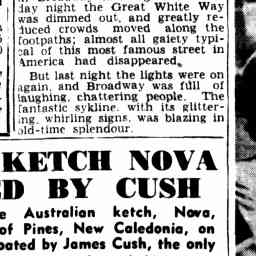 day night the Great White Way
was dimmed out, and greatly re-
duced crowds moved along the
footpaths; almost all gaiety typi-
cal of this most famous street in
America had disappeared.
But last night the lights were on
again, and Broadway was full of
laughing, chattering people. The
fantastic sykline, with its glitter-
ing, whirling signs, was blazing in
old-time splendour.
KETCH NOVA
ED BY CUSH
e Australian ketch, Nova,
of Pines, New Caledonia, on
oated by James Cush, the only